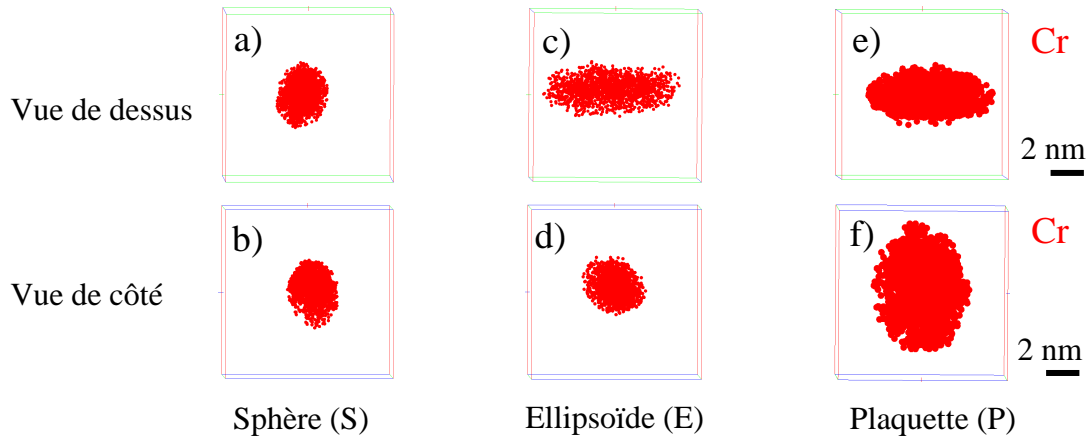 a)
c)
e)
Cr
Vue de dessus
2 nm
b)
d)
f)
Cr
Vue de côté
2 nm
Sphère (S)
Ellipsoïde (E)
Plaquette (P)